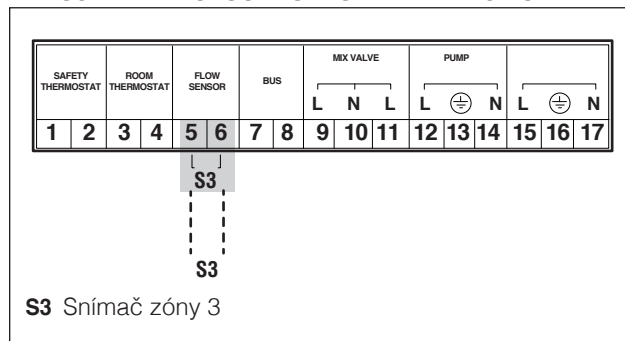 SAFETY THERMOSTAT ROOM THERMOSTAT FLOW SENSOR BUS MIX VALVE PUMP
L N L L N L N
1 2 3 4 5 6 7 8 9 10 11 12 13 14 15 16 17
S3
S3
S3 Snímač zóny 3